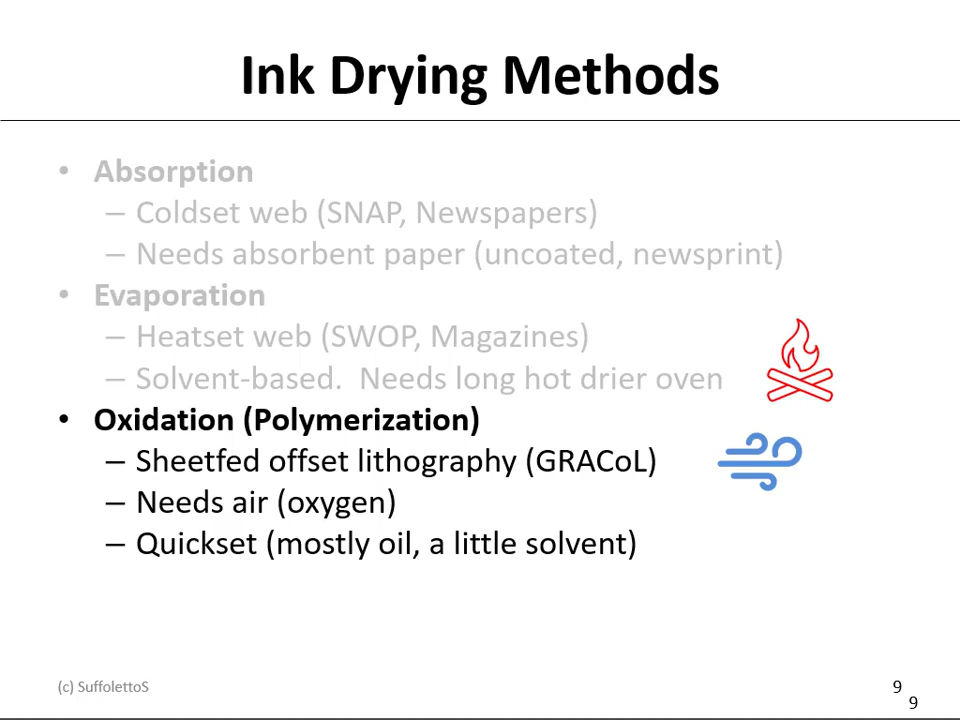 Ink Drying Methods
• Absorption
– Coldset web (SNAP, Newspapers)
– Needs absorbent paper (uncoated, newsprint)
• Evaporation
– Heatset web (SWOP, Magazines)
– Solvent-based.  Needs long hot drier oven
• Oxidation (Polymerization)
– Sheetfed offset lithography (GRACoL)
– Needs air (oxygen)
– Quickset (mostly oil, a little solvent)
(c) SuffolettoS
9
9